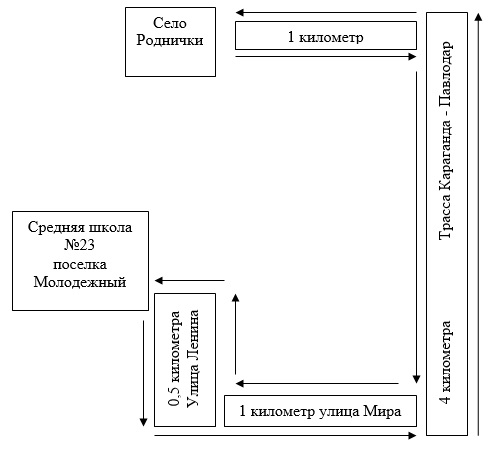 Село
Роднички
1 километр
Трасса Караганда - Павлодар
4 километра
Средняя школа
№23
поселка
Молодежный
0,5 километра
Улица Ленина
1 километр улица Мира